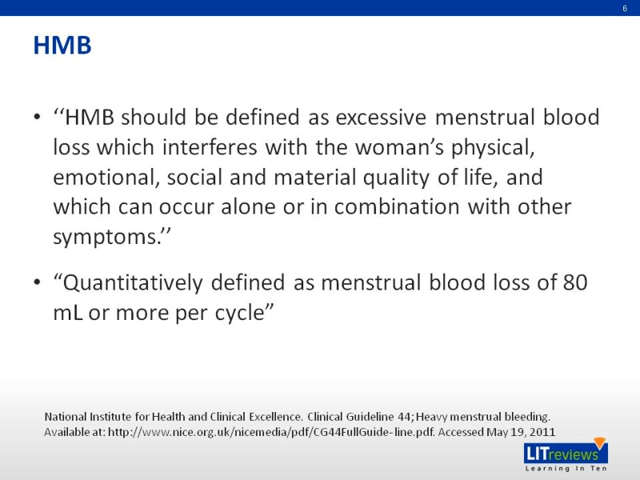 6
HMB
• ‘‘HMB should be defined as excessive menstrual blood
loss which interferes with the woman’s physical,
emotional, social and material quality of life, and
which can occur alone or in combination with other
symptoms.’’
• “Quantitatively defined as menstrual blood loss of 80
mL or more per cycle”
National Institute for Health and Clinical Excellence. Clinical Guideline 44; Heavy menstrual bleeding.
Available at: http://www.nice.org.uk/nicemedia/pdf/CG44FullGuide-line.pdf. Accessed May 19, 2011
LITreviews
Learning In Ten